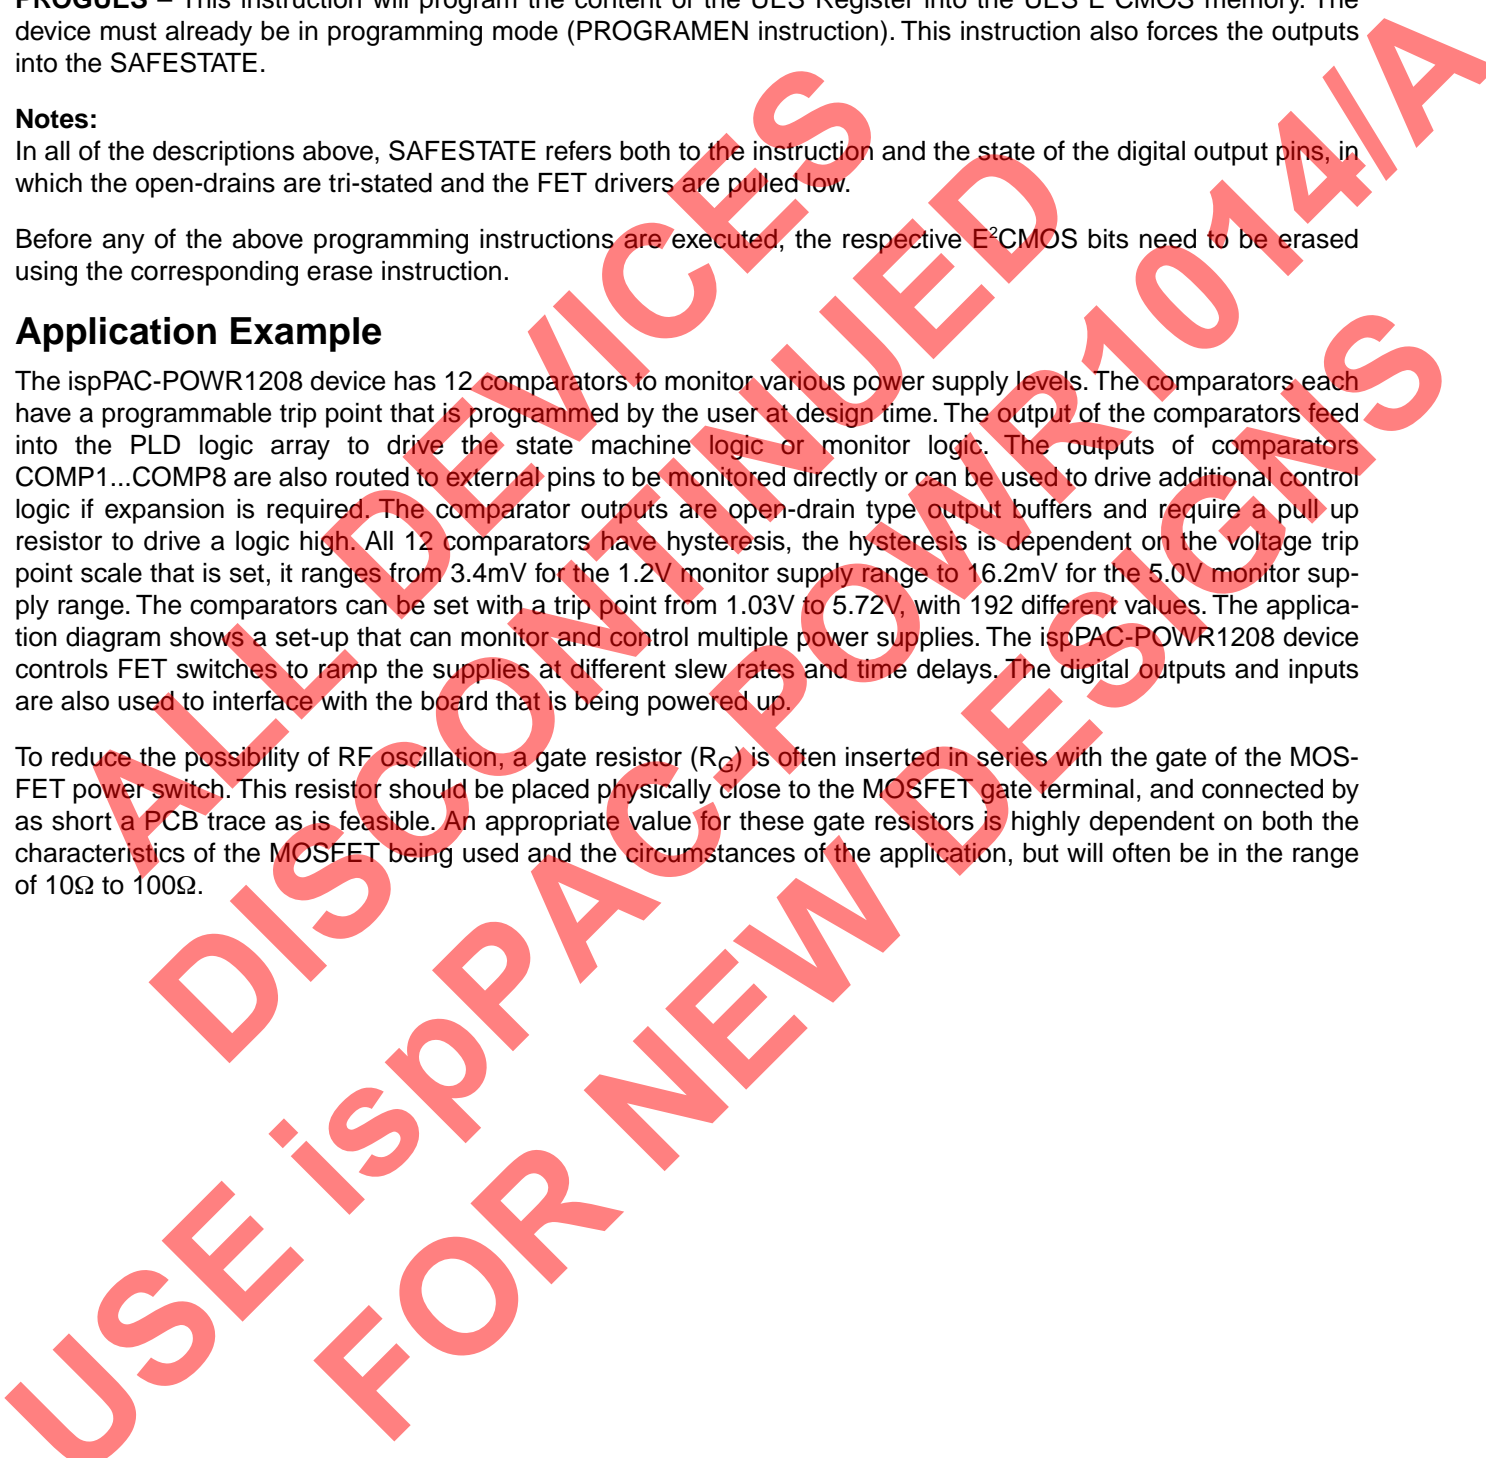 PROGUES – This instruction will program the content of the UES Register into the UES E CMOS memory. The
device must already be in programming mode (PROGRAMEN instruction). This instruction also forces the outputs
into the SAFESTATE.
Notes:
In all of the descriptions above, SAFESTATE refers both to the instruction and the state of the digital output pins, in
which the open-drains are tri-stated and the FET drivers are pulled low.
Before any of the above programming instructions are executed, the respective E²CMOS bits need to be erased
using the corresponding erase instruction.
Application Example
The ispPAC-POWR1208 device has 12 comparators to monitor various power supply levels. The comparators each
have a programmable trip point that is programmed by the user at design time. The output of the comparators feed
into the PLD logic array to drive the state machine logic or monitor logic. The outputs of comparators
COMP1...COMP8 are also routed to external pins to be monitored directly or can be used to drive additional control
logic if expansion is required. The comparator outputs are open-drain type output buffers and require a pull up
resistor to drive a logic high. All 12 comparators have hysteresis, the hysteresis is dependent on the voltage trip
point scale that is set, it ranges from 3.4mV for the 1.2V monitor supply range to 16.2mV for the 5.0V monitor sup-
ply range. The comparators can be set with a trip point from 1.03V to 5.72V, with 192 different values. The applica-
tion diagram shows a set-up that can monitor and control multiple power supplies. The ispPAC-POWR1208 device
controls FET switches to ramp the supplies at different slew rates and time delays. The digital outputs and inputs
are also used to interface with the board that is being powered up.
To reduce the possibility of RF oscillation, a gate resistor (RG) is often inserted in series with the gate of the MOS-
FET power switch. This resistor should be placed physically close to the MOSFET gate terminal, and connected by
as short a PCB trace as is feasible. An appropriate value for these gate resistors is highly dependent on both the
characteristics of the MOSFET being used and the circumstances of the application, but will often be in the range
of 10Ω to 100Ω.
ALL DEVICES
DISCONTINUED
USE ispPAC-POWR1014/A
FOR NEW DESIGNS